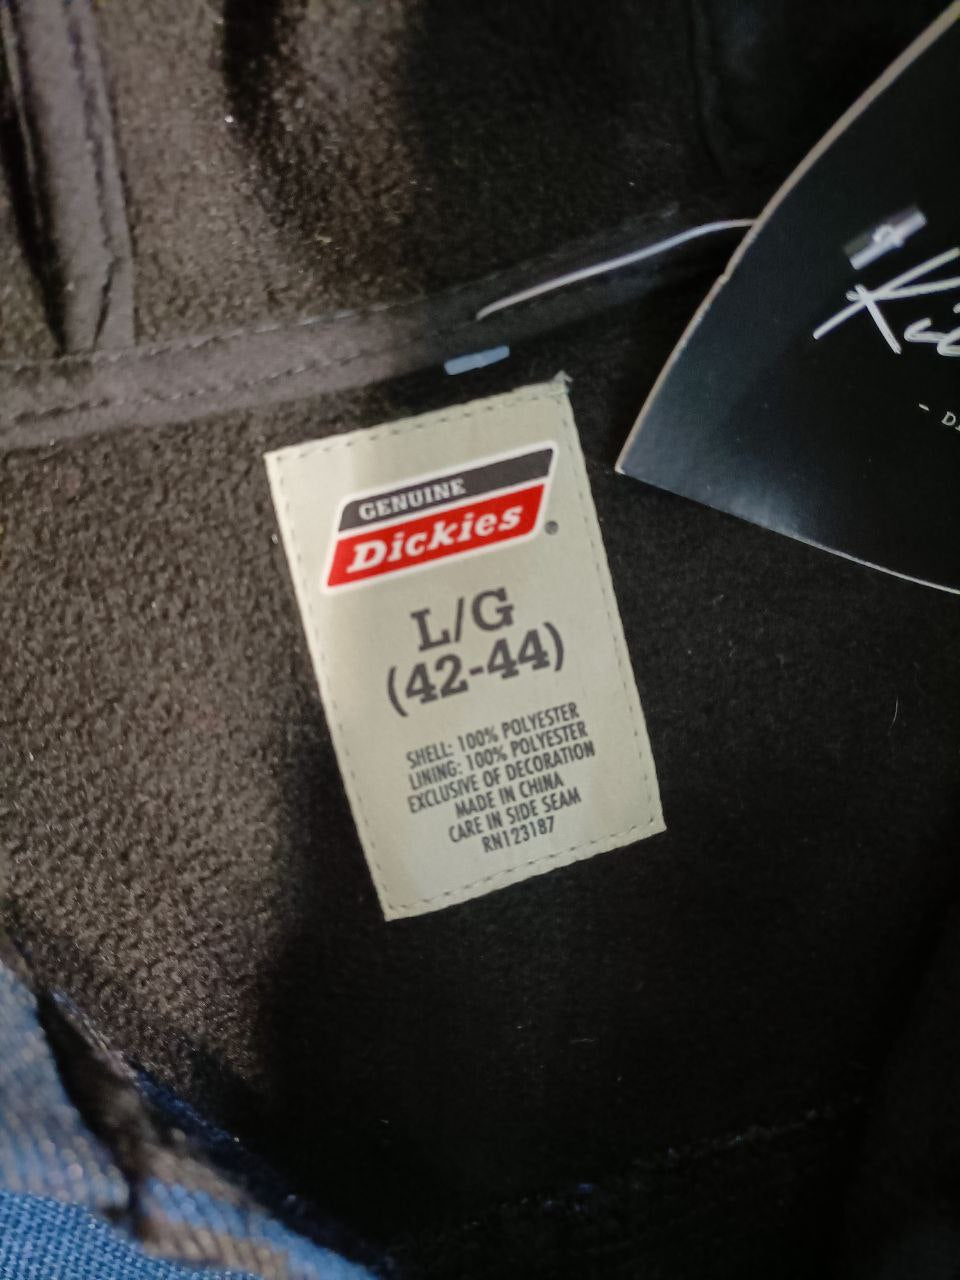 GENUINE
Dickies®
L/G
(42-44)
SHELL: 100% POLYESTER
LINING: 100% POLYESTER
EXCLUSIVE OF DECORATION
MADE IN CHINA
CARE IN SIDE SEAM
RN123187